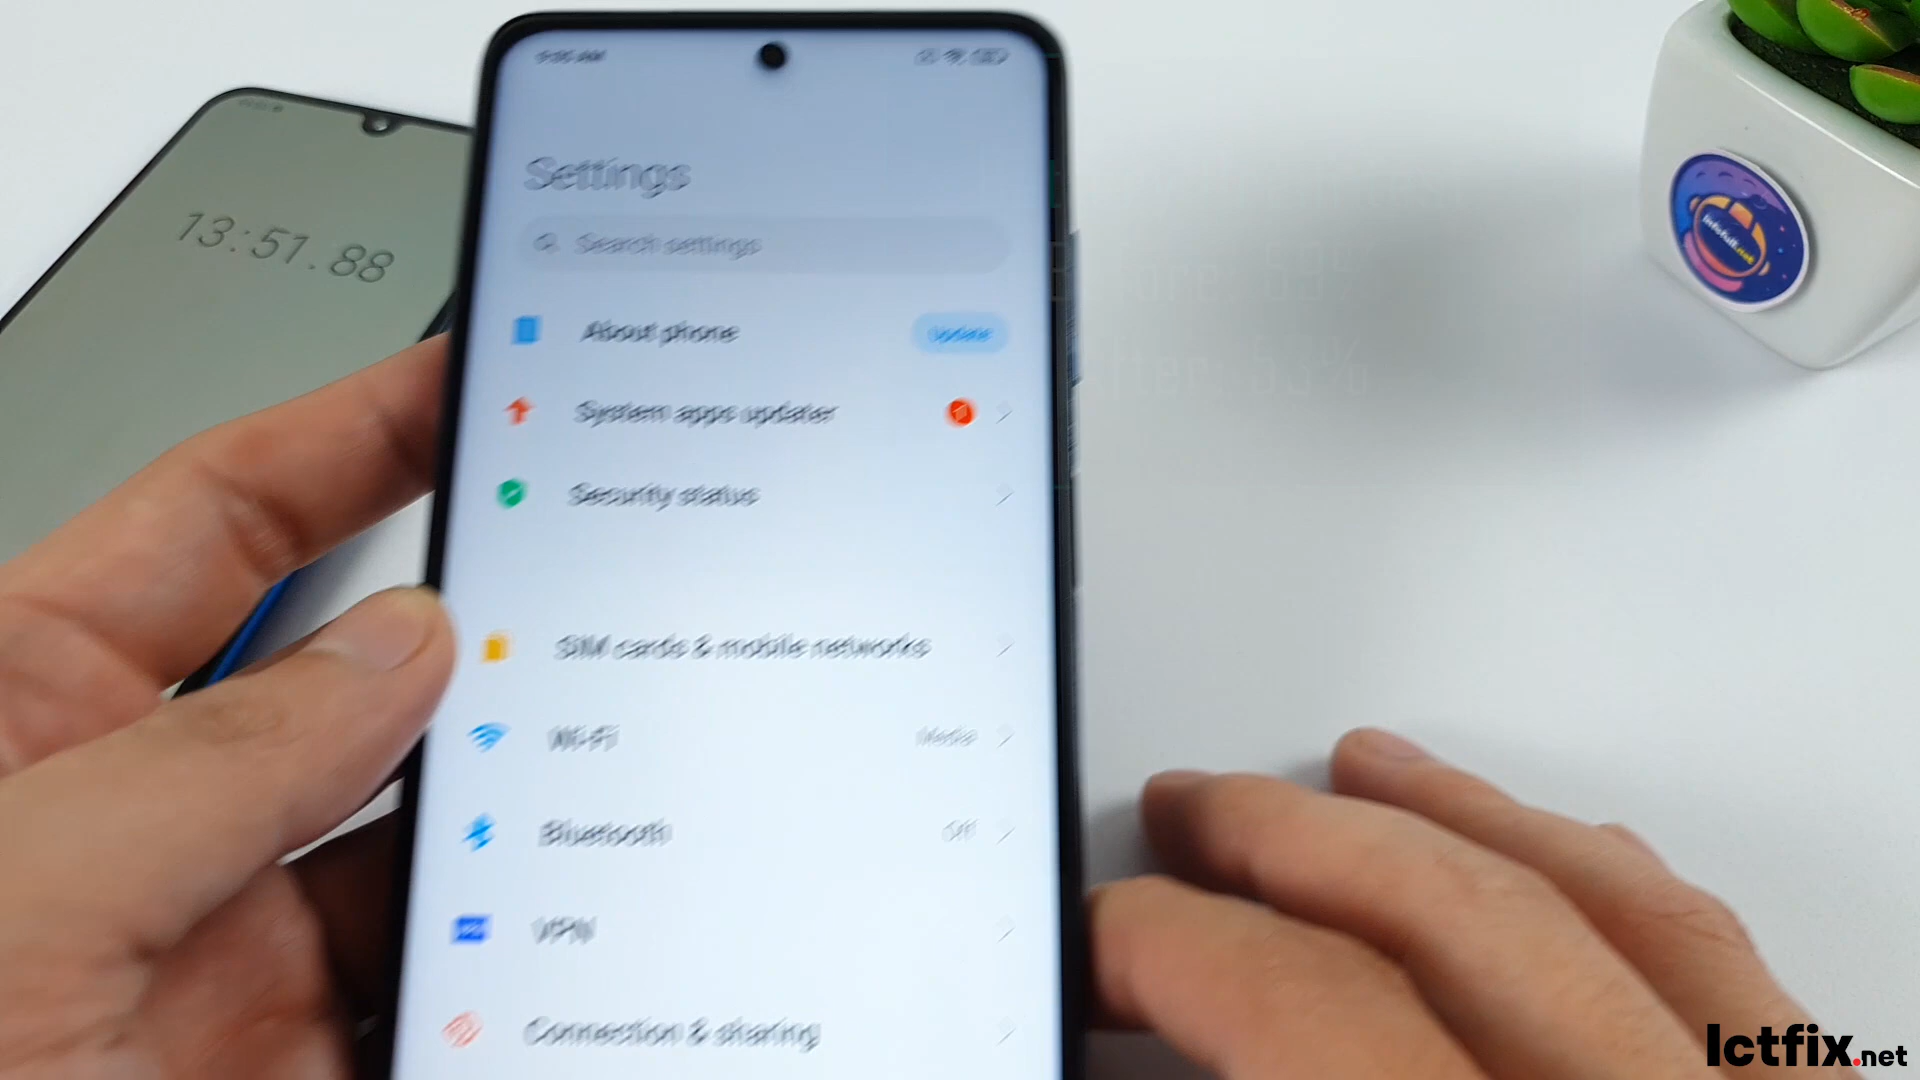 13:51.88
Settings
Search settings
About phone
Update
System apps updater
Security status
SIM cards & mobile networks
Wi-Fi
Media
Bluetooth
Off
VPN
Connection & sharing
Ictfix.net